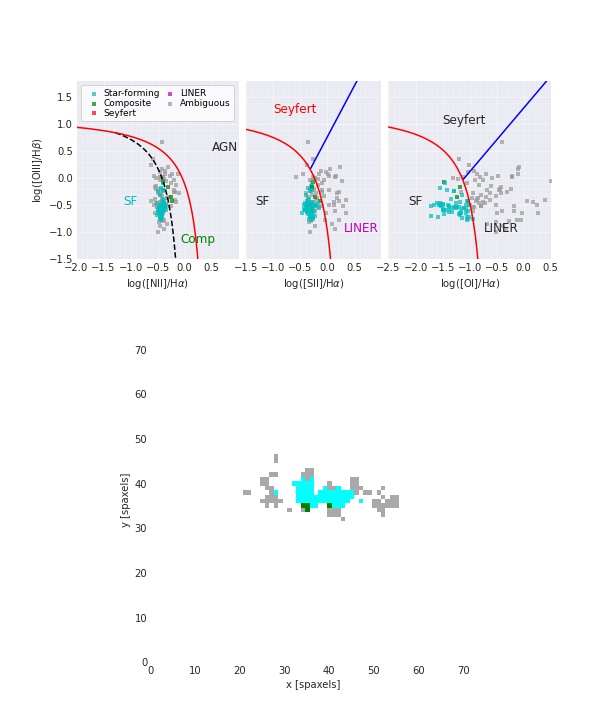 Star-forming
Composite
Seyfert
LINER
Ambiguous
AGN
SF
Comp
Seyfert
SF
LINER
Seyfert
SF
LINER
log([OIII]/Hβ)
1.5
1.0
0.5
0.0
−0.5
−1.0
−1.5
−2.0 −1.5 −1.0 −0.5 0.0 0.5
−1.5 −1.0 −0.5 0.0 0.5
−2.5 −2.0 −1.5 −1.0 −0.5 0.0 0.5
log([NII]/Hα)
log([SII]/Hα)
log([OI]/Hα)
y [spaxels]
70
60
50
40
30
20
10
0
0 10 20 30 40 50 60 70
x [spaxels]